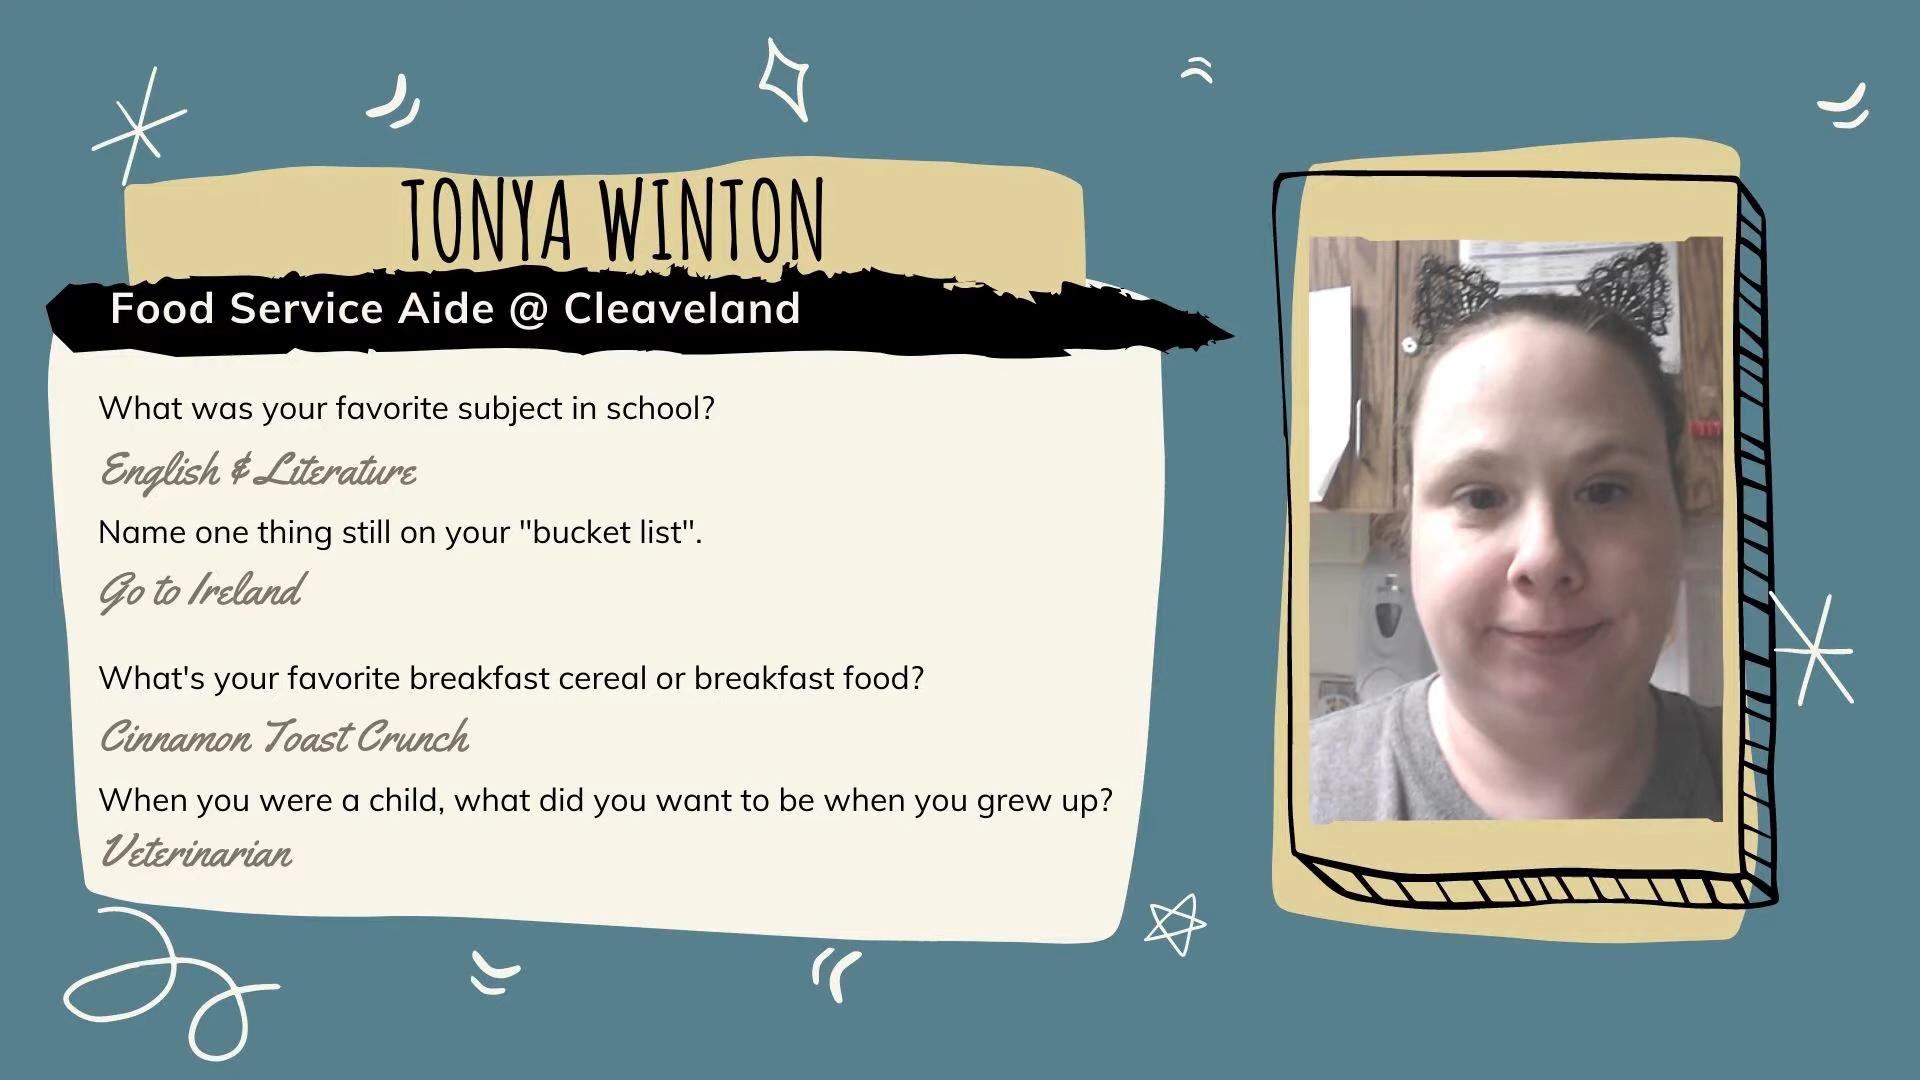 TONYA WINTON
Food Service Aide @ Cleaveland
What was your favorite subject in school?
English & Literature
Name one thing still on your "bucket list".
Go to Ireland
What's your favorite breakfast cereal or breakfast food?
Cinnamon Toast Crunch
When you were a child, what did you want to be when you grew up?
Veterinarian